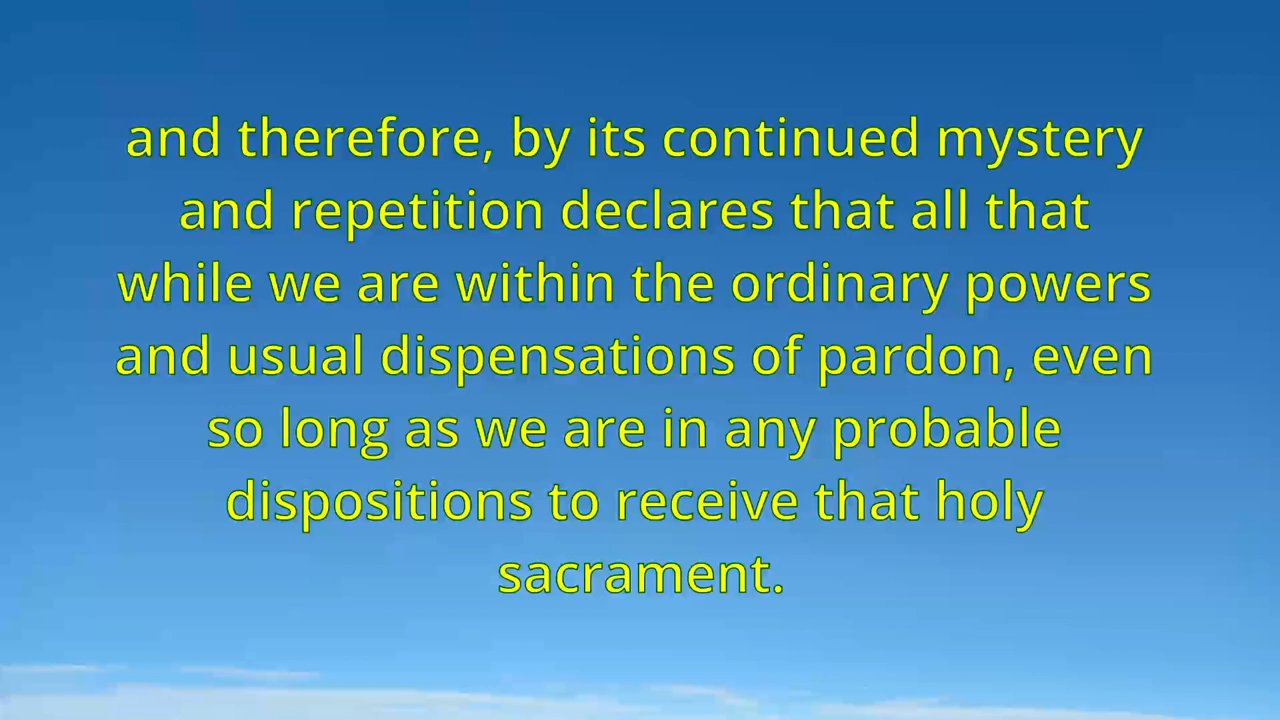 and therefore, by its continued mystery
and repetition declares that all that
while we are within the ordinary powers
and usual dispensations of pardon, even
so long as we are in any probable
dispositions to receive that holy
sacrament.